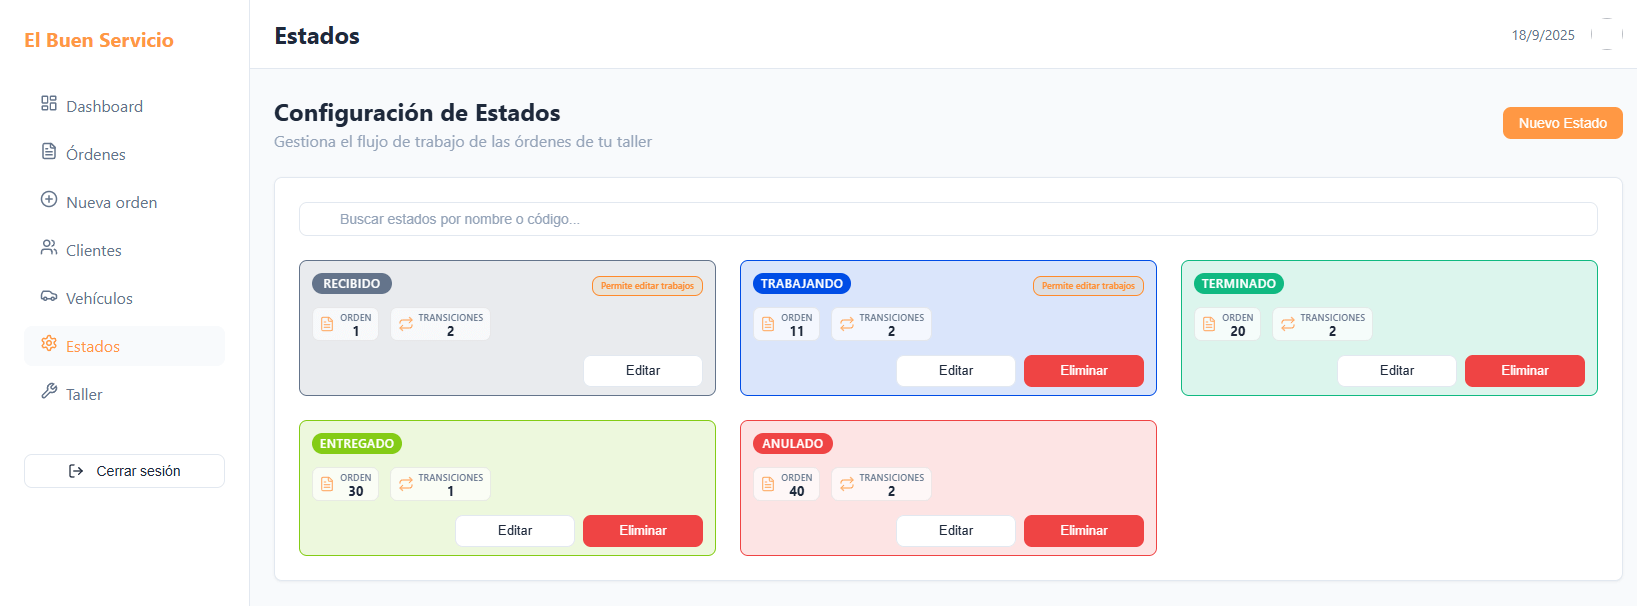 El Buen Servicio
Dashboard
Órdenes
Nueva orden
Clientes
Vehículos
Estados
Taller
Cerrar sesión
Estados
18/9/2025
Configuración de Estados
Gestiona el flujo de trabajo de las órdenes de tu taller
Nuevo Estado
Buscar estados por nombre o código...
RECIBIDO
Permite editar trabajos
ORDEN
1
TRANSICIONES
2
Editar
TRABAJANDO
Permite editar trabajos
ORDEN
11
TRANSICIONES
2
Editar
Eliminar
TERMINADO
ORDEN
20
TRANSICIONES
2
Editar
Eliminar
ENTREGADO
ORDEN
30
TRANSICIONES
1
Editar
Eliminar
ANULADO
ORDEN
40
TRANSICIONES
2
Editar
Eliminar